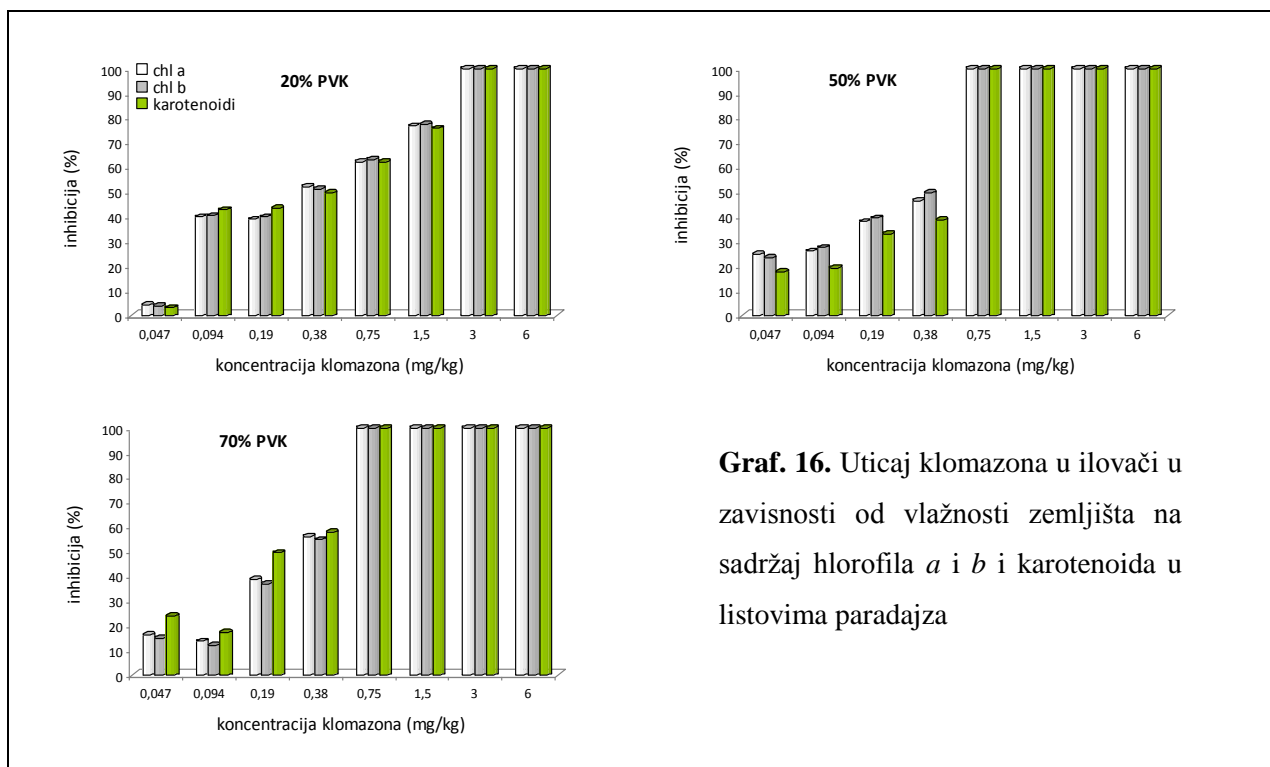 chl a
chl b
karotenoidi
20% PVK
inhibicija (%)
100
90
80
70
60
50
40
30
20
10
0
0,047 0,094 0,19 0,38 0,75 1,5 3 6
koncentracija klomazona (mg/kg)
50% PVK
inhibicija (%)
100
90
80
70
60
50
40
30
20
10
0
0,047 0,094 0,19 0,38 0,75 1,5 3 6
koncentracija klomazona (mg/kg)
70% PVK
inhibicija (%)
100
90
80
70
60
50
40
30
20
10
0
0,047 0,094 0,19 0,38 0,75 1,5 3 6
koncentracija klomazona (mg/kg)
Graf. 16. Uticaj klomazona u ilovači u
zavisnosti od vlažnosti zemljišta na
sadržaj hlorofila a i b i karotenoida u
listovima paradajza